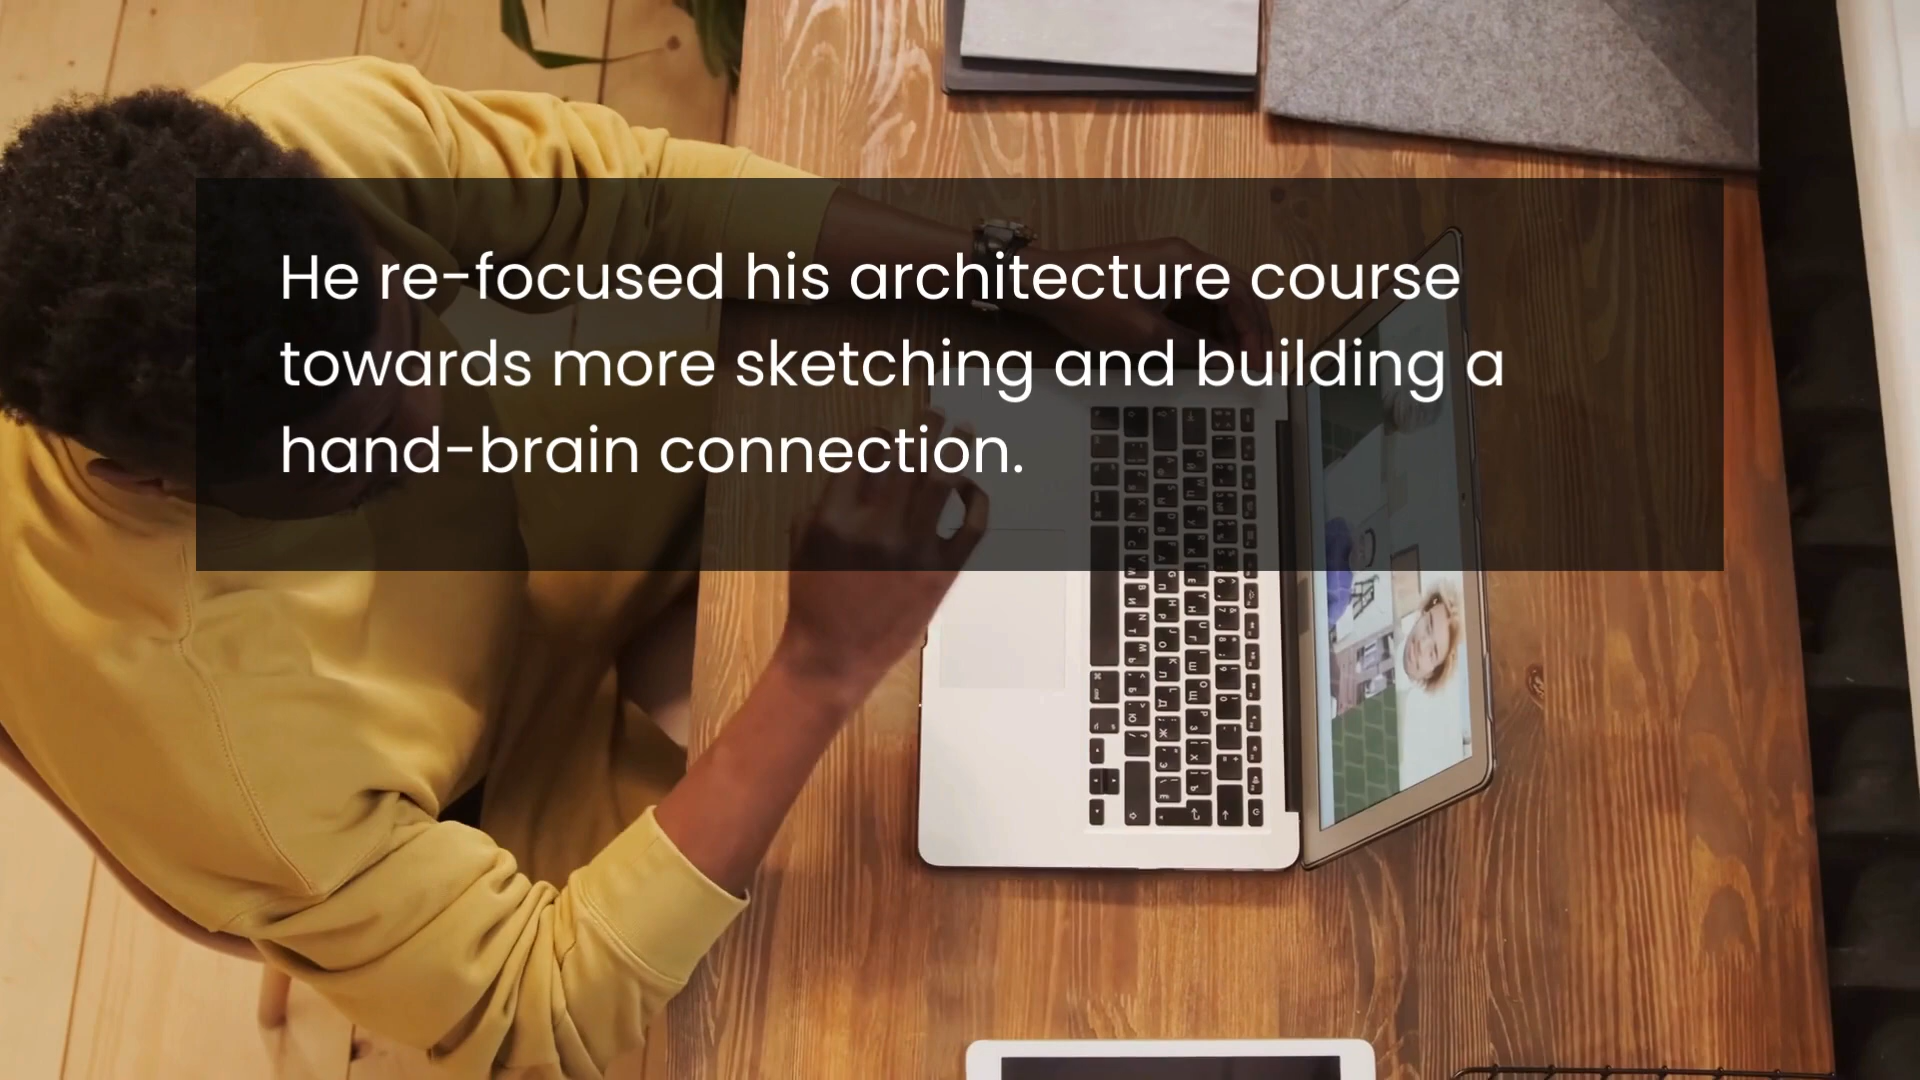 He re-focused his architecture course
towards more sketching and building a
hand-brain connection.